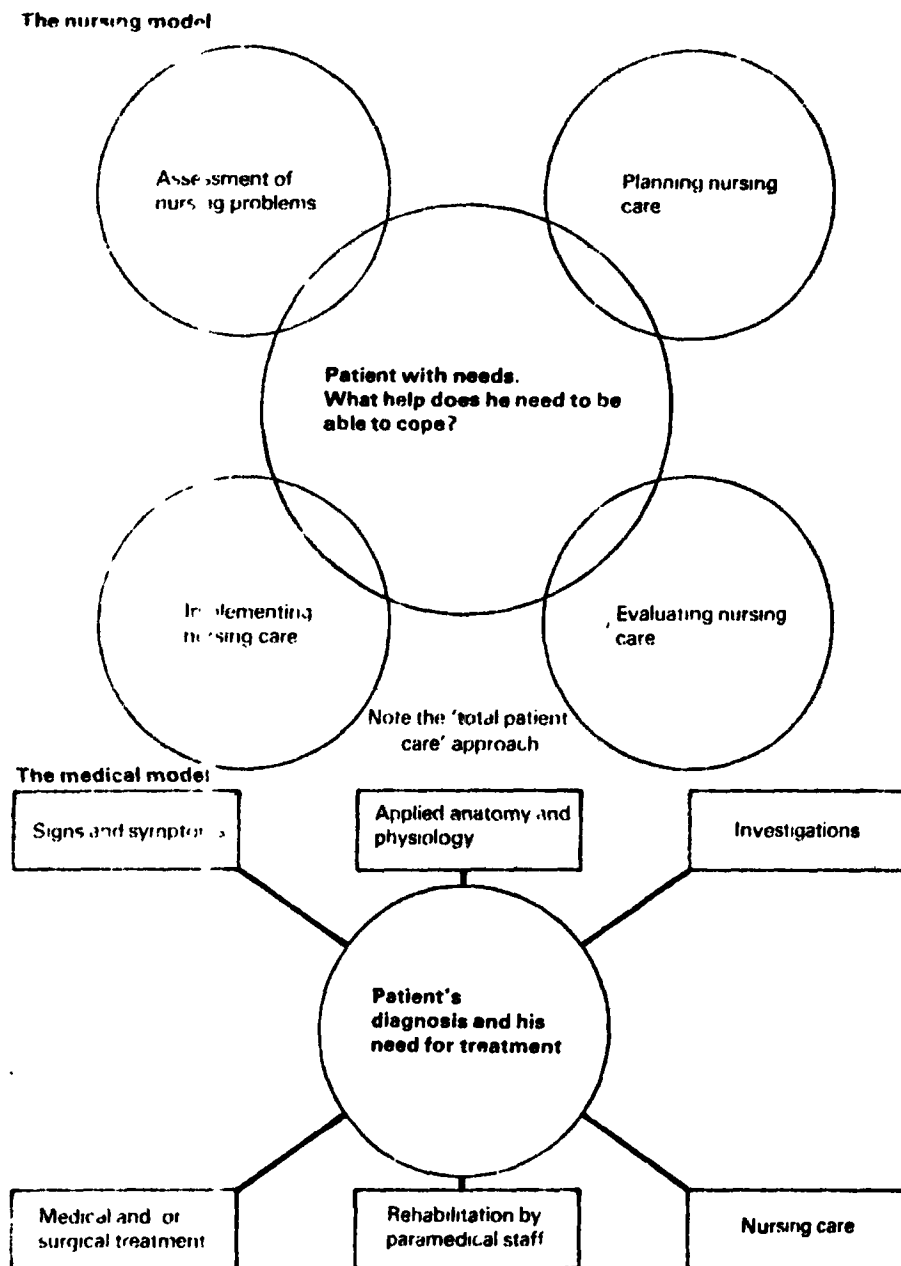 The nursing model
Assessment of
nursing problems
Planning nursing
care
Patient with needs.
What help does he need to be
able to cope?
Implementing
nursing care
Evaluating nursing
care
Note the 'total patient
care' approach
The medical model
Signs and symptoms
Applied anatomy and
physiology
Investigations
Patient's
diagnosis and his
need for treatment
Medical and or
surgical treatment
Rehabilitation by
paramedical staff
Nursing care